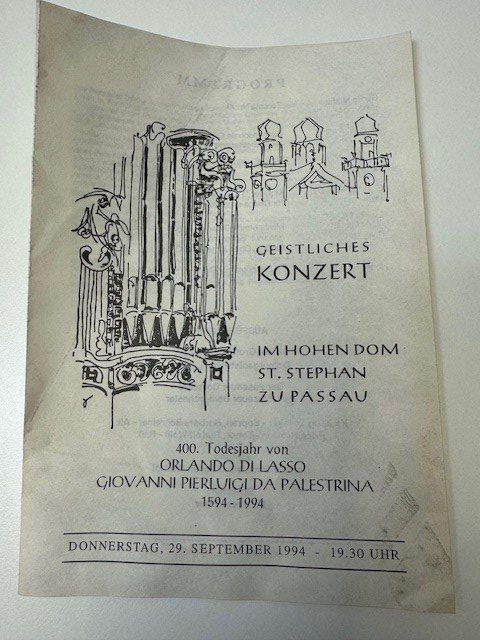 GEISTLICHES
KONZERT
IM HOHEN DOM
ST. STEPHAN
ZU PASSAU
400. Todesjahr von
ORLANDO DI LASSO
GIOVANNI PIERLUIGI DA PALESTRINA
1594 - 1994
DONNERSTAG, 29. SEPTEMBER 1994 - 19.30 UHR